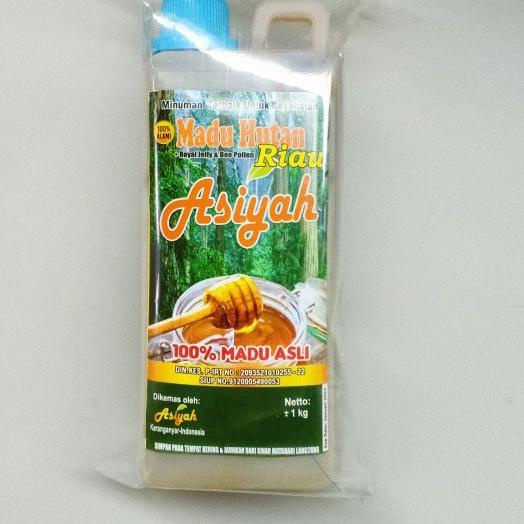 Minuman Terbaik Untuk Kesehatan
100%
ALAMI
Madu Hutan
+ Royal Jelly & Bee Pollen
Riau
Asiyah
100% MADU ASLI
DIN.KES. P-IRT NO : 2093521010255 - 22
SIUP NO.9120005490053
Dikemas oleh:
Asiyah
Karanganyar-Indonesia
Netto:
± 1 kg
SIMPAN PADA TEMPAT KERING & JAUHKAN DARI SINAR MATAHARI LANGSUNG